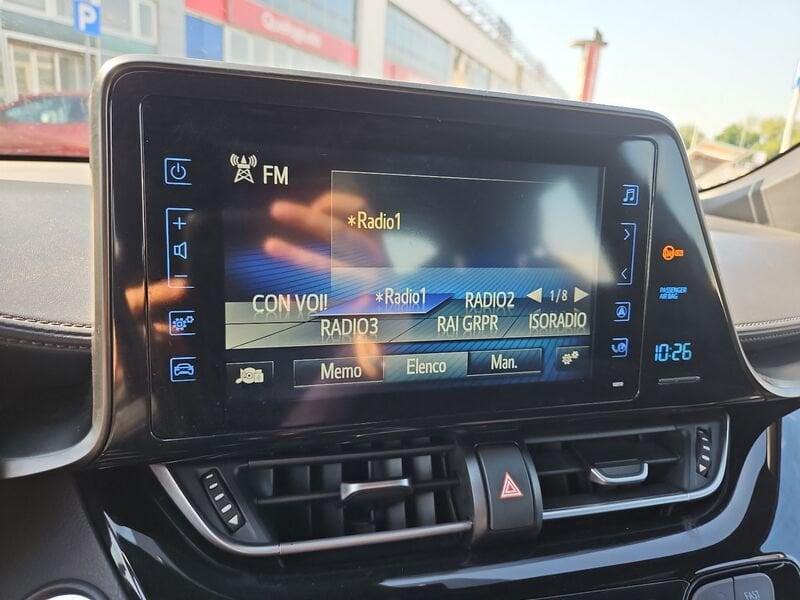 P
FM
*Radio1
CON VOI! *Radio1 RADIO2 1/8
RADIO3 RAI GRPR ISORADIO
Memo Elenco Man.
PASSENGER
AIR BAG
10:26
FAST